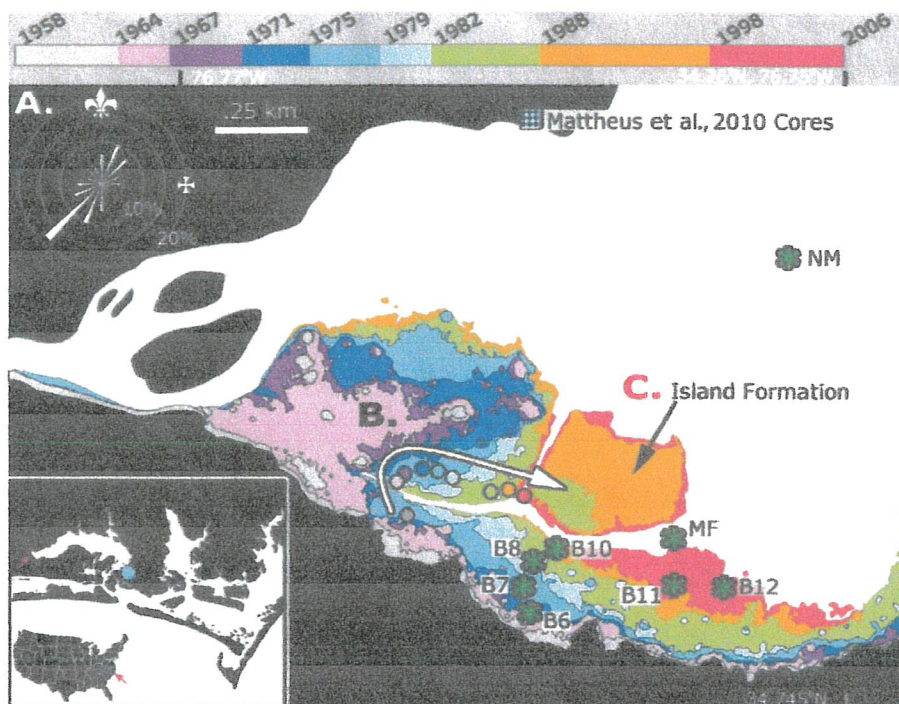 1958 1964 1967 1971 1975 1979 1982 1988 1998 2006
76.77°W
A.
.25 km
Mattheus et al., 2010 Cores
10%
20%
NM
C. Island Formation
B.
MF
B8
B10
B7
B11
B12
B6